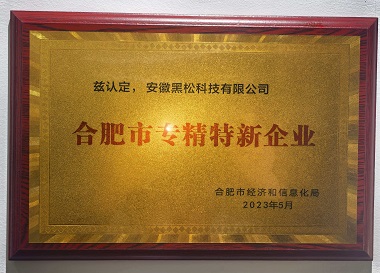 兹认定，安徽黑松科技有限公司
合肥市专精特新企业
合肥市经济和信息化局
2023年5月